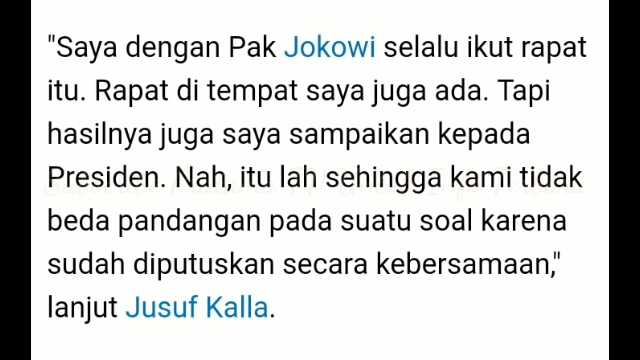 "Saya dengan Pak Jokowi selalu ikut rapat
itu. Rapat di tempat saya juga ada. Tapi
hasilnya juga saya sampaikan kepada
Presiden. Nah, itu lah sehingga kami tidak
beda pandangan pada suatu soal karena
sudah diputuskan secara kebersamaan,"
lanjut Jusuf Kalla.